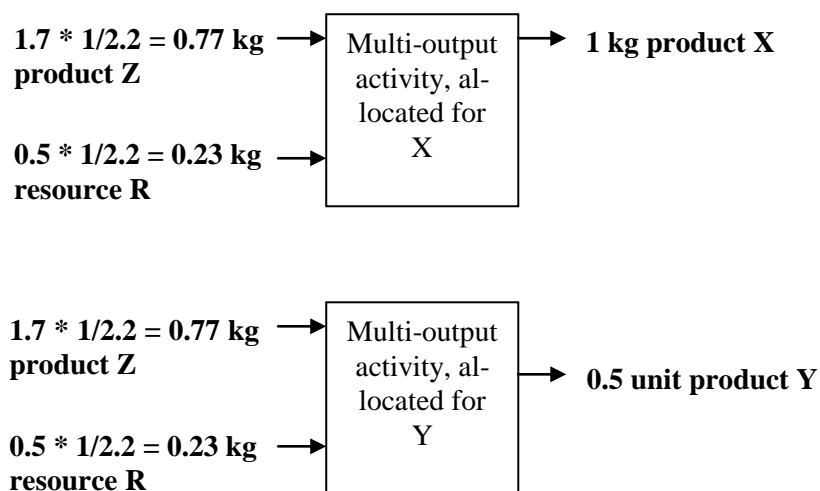 1.7 * 1/2.2 = 0.77 kg
product Z
0.5 * 1/2.2 = 0.23 kg
resource R
Multi-output
activity, al-
located for
X
1 kg product X
1.7 * 1/2.2 = 0.77 kg
product Z
0.5 * 1/2.2 = 0.23 kg
resource R
Multi-output
activity, al-
located for
Y
0.5 unit product Y